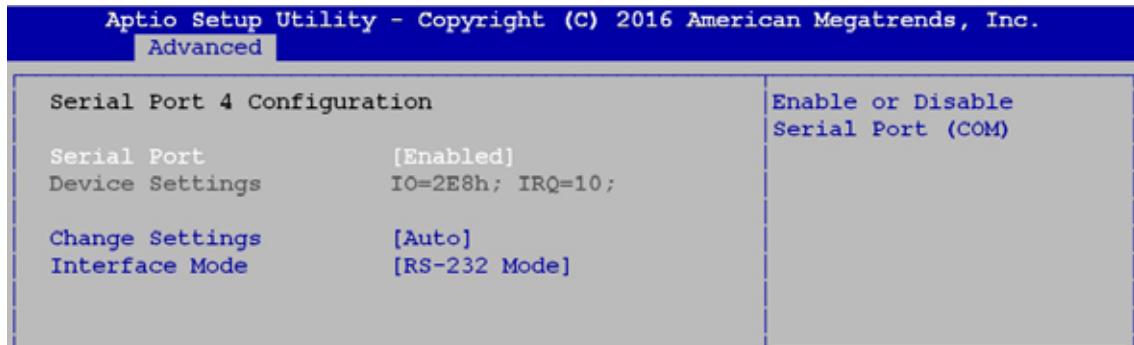 Aptio Setup Utility - Copyright (C) 2016 American Megatrends, Inc.
Advanced
Serial Port 4 Configuration
Serial Port [Enabled]
Device Settings IO=2E8h; IRQ=10;
Change Settings [Auto]
Interface Mode [RS-232 Mode]
Enable or Disable
Serial Port (COM)